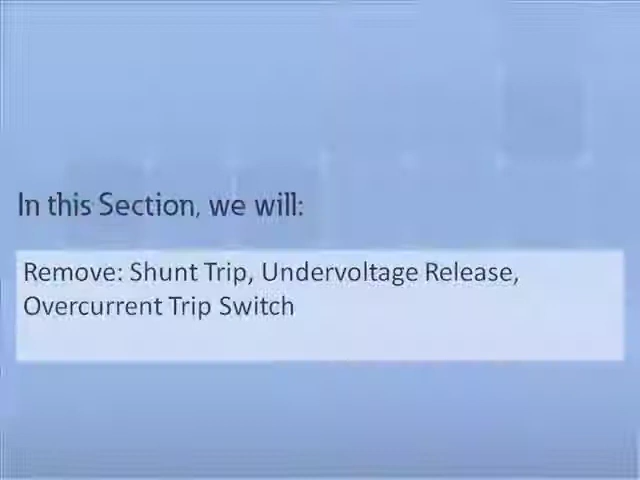 In this Section, we will:
Remove: Shunt Trip, Undervoltage Release,
Overcurrent Trip Switch